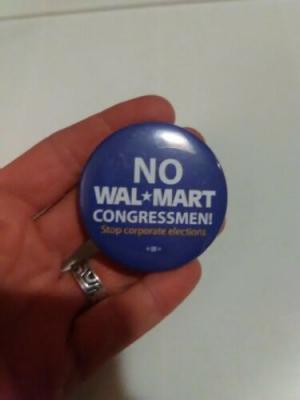 NO
WAL★MART
CONGRESSMEN!
Stop corporate elections